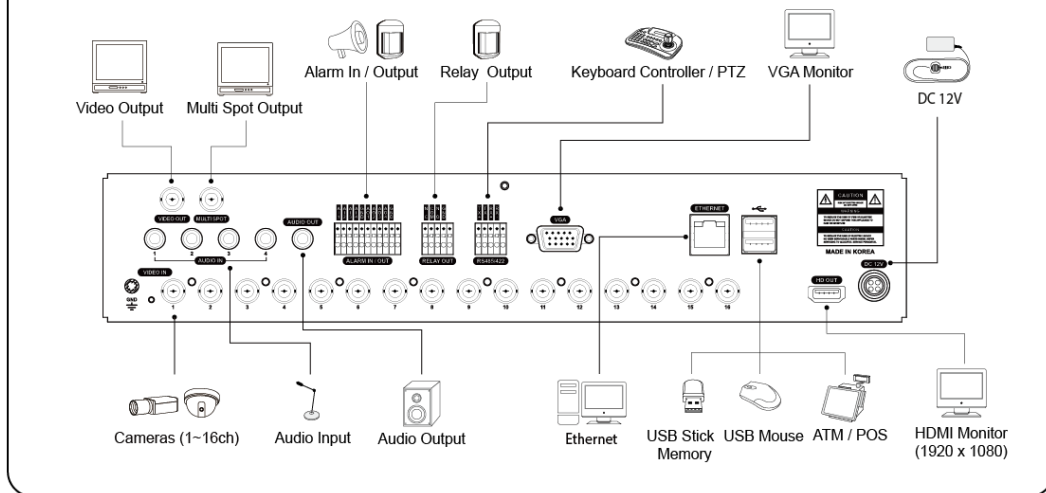 Alarm In / Output
Relay Output
Keyboard Controller / PTZ
VGA Monitor
Video Output
Multi Spot Output
DC 12V
VIDEO OUT
MULTI SPOT
AUDIO OUT
ETHERNET
CAUTION
WARNING
CAUTION
VGA
1 2 3 4
AUDIO IN
ALARM IN / OUT
RELAY OUT
RS485/422
MADE IN KOREA
DC 12V
VIDEO IN
HD OUT
GND
1 2 3 4 5 6 7 8 9 10 11 12 13 14 15 16
Cameras (1~16ch)
Audio Input
Audio Output
Ethernet
USB Stick
Memory
USB Mouse
ATM / POS
HDMI Monitor
(1920 x 1080)